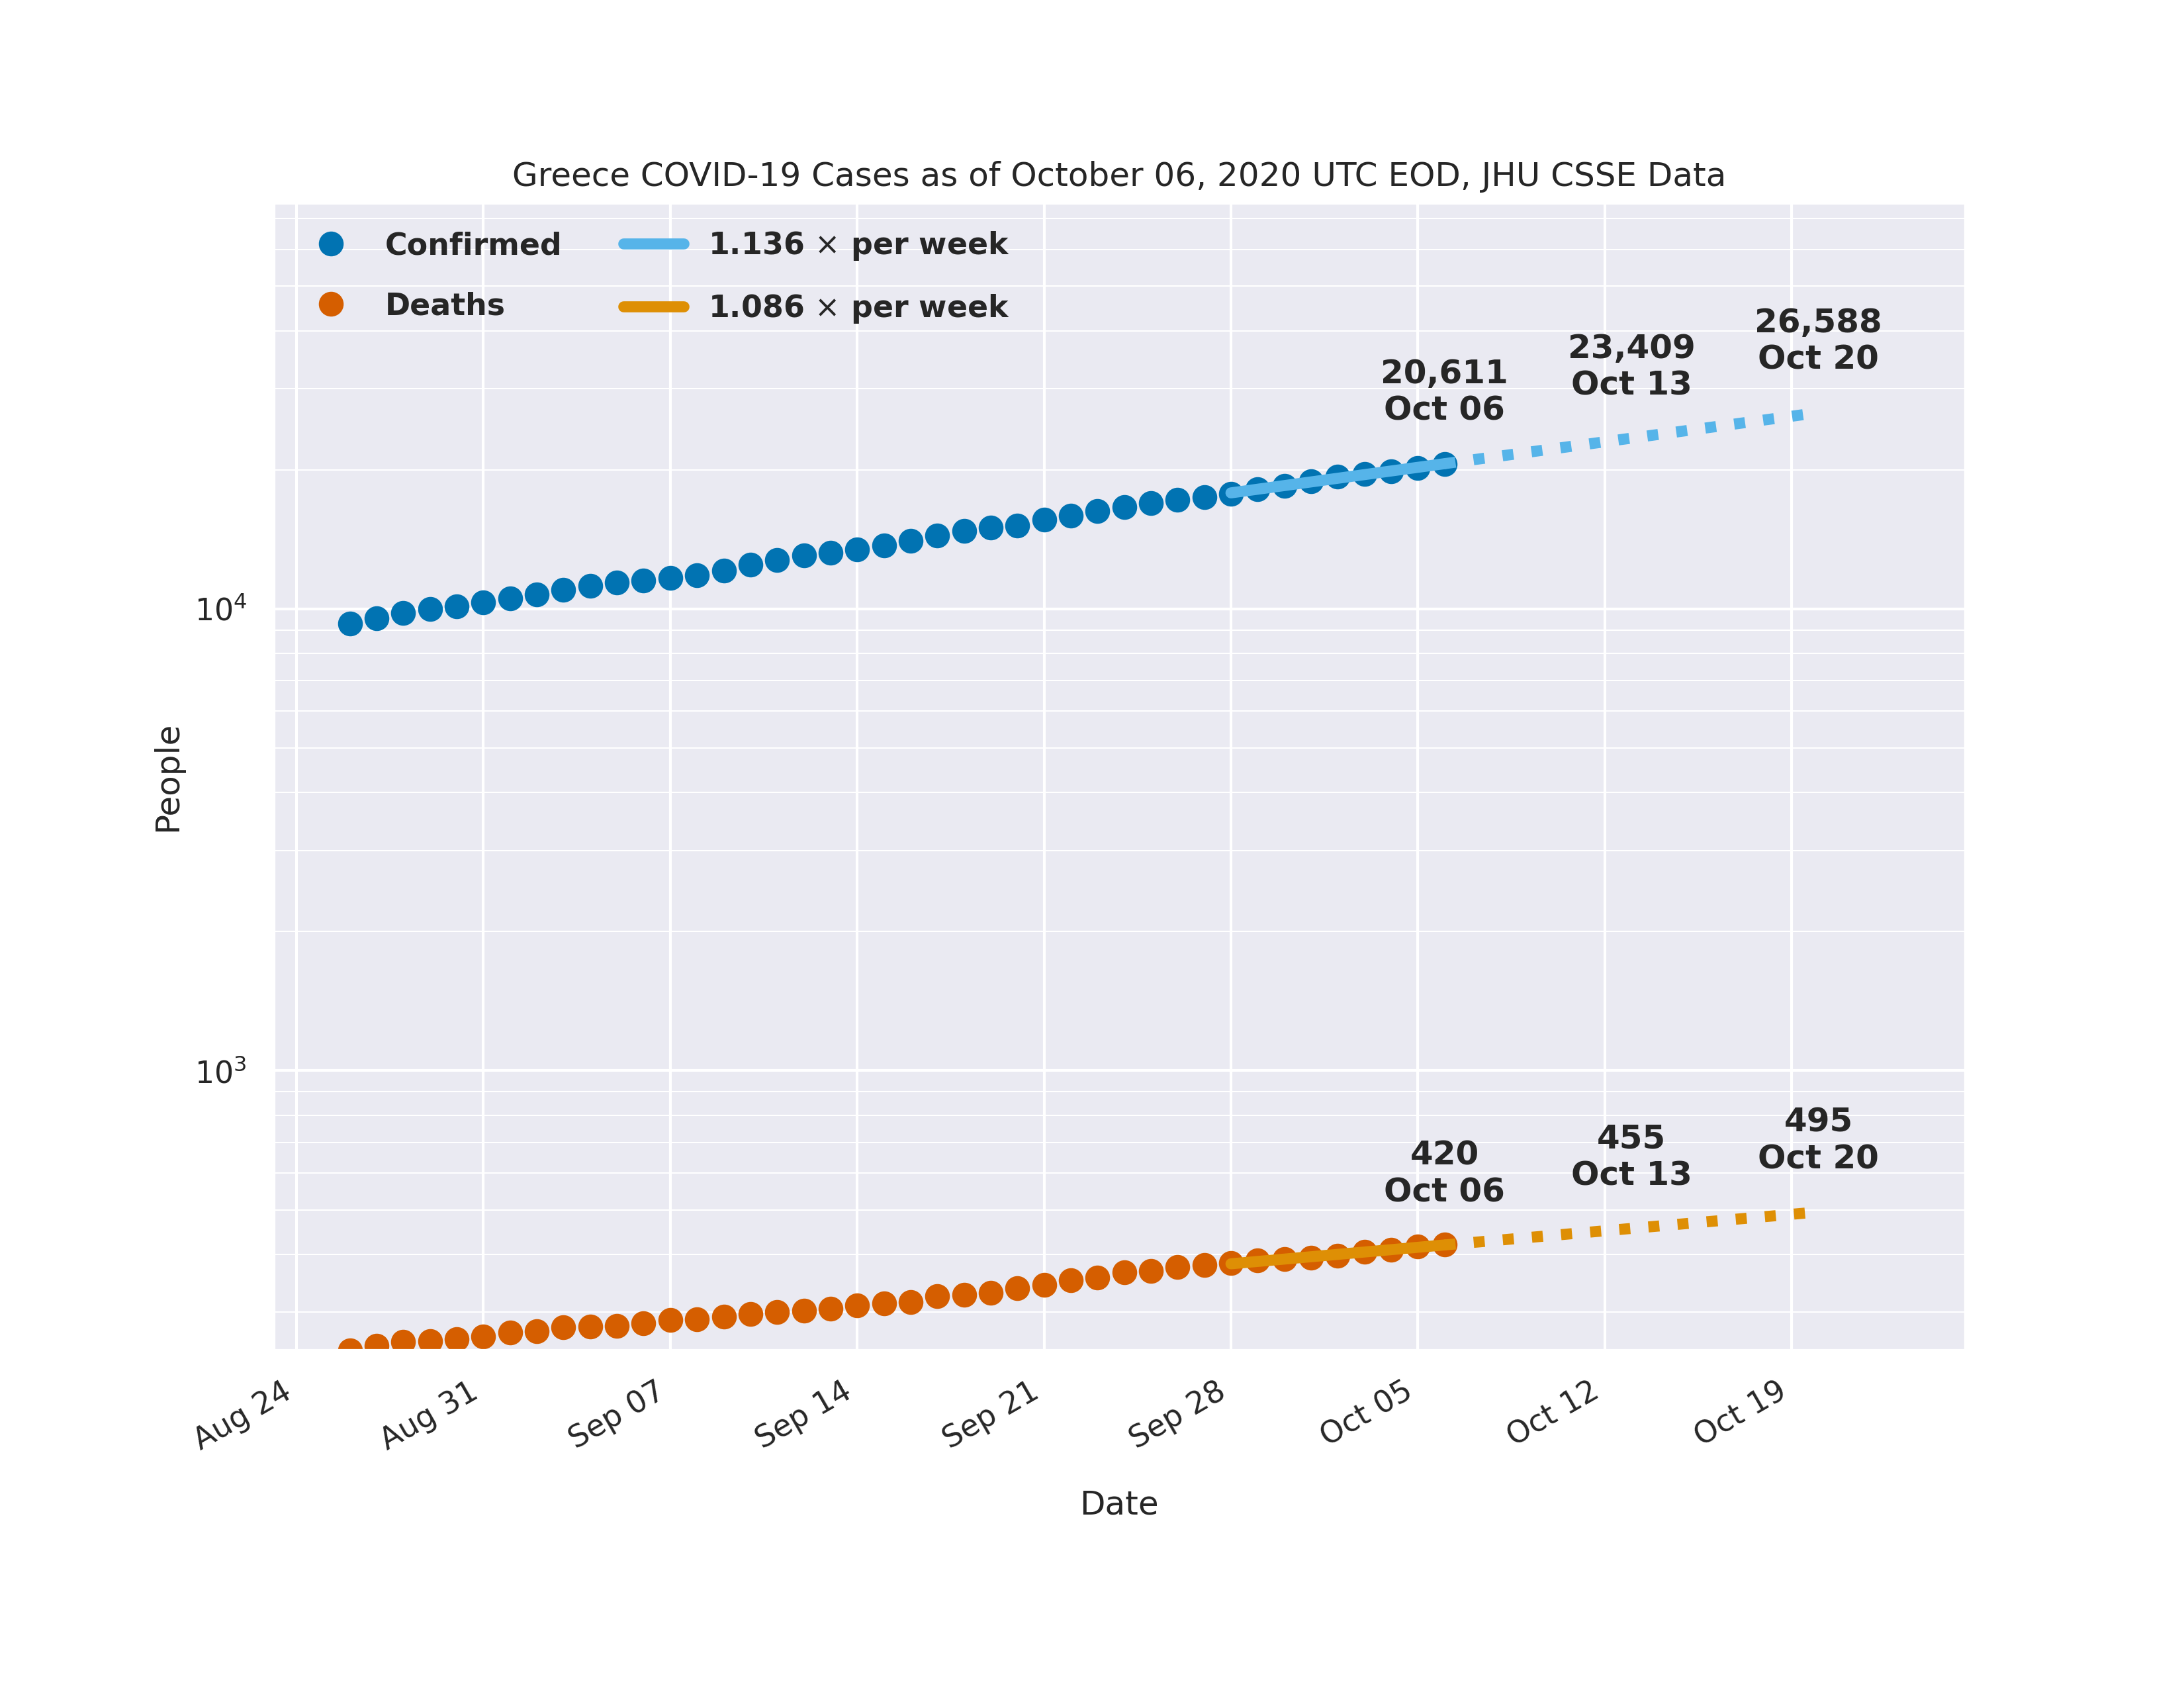 Greece COVID-19 Cases as of October 06, 2020 UTC EOD, JHU CSSE Data
Confirmed
Deaths
1.136 × per week
1.086 × per week
26,588
Oct 20
23,409
Oct 13
20,611
Oct 06
10⁴
People
10³
495
Oct 20
455
Oct 13
420
Oct 06
Aug 24
Aug 31
Sep 07
Sep 14
Sep 21
Sep 28
Oct 05
Oct 12
Oct 19
Date